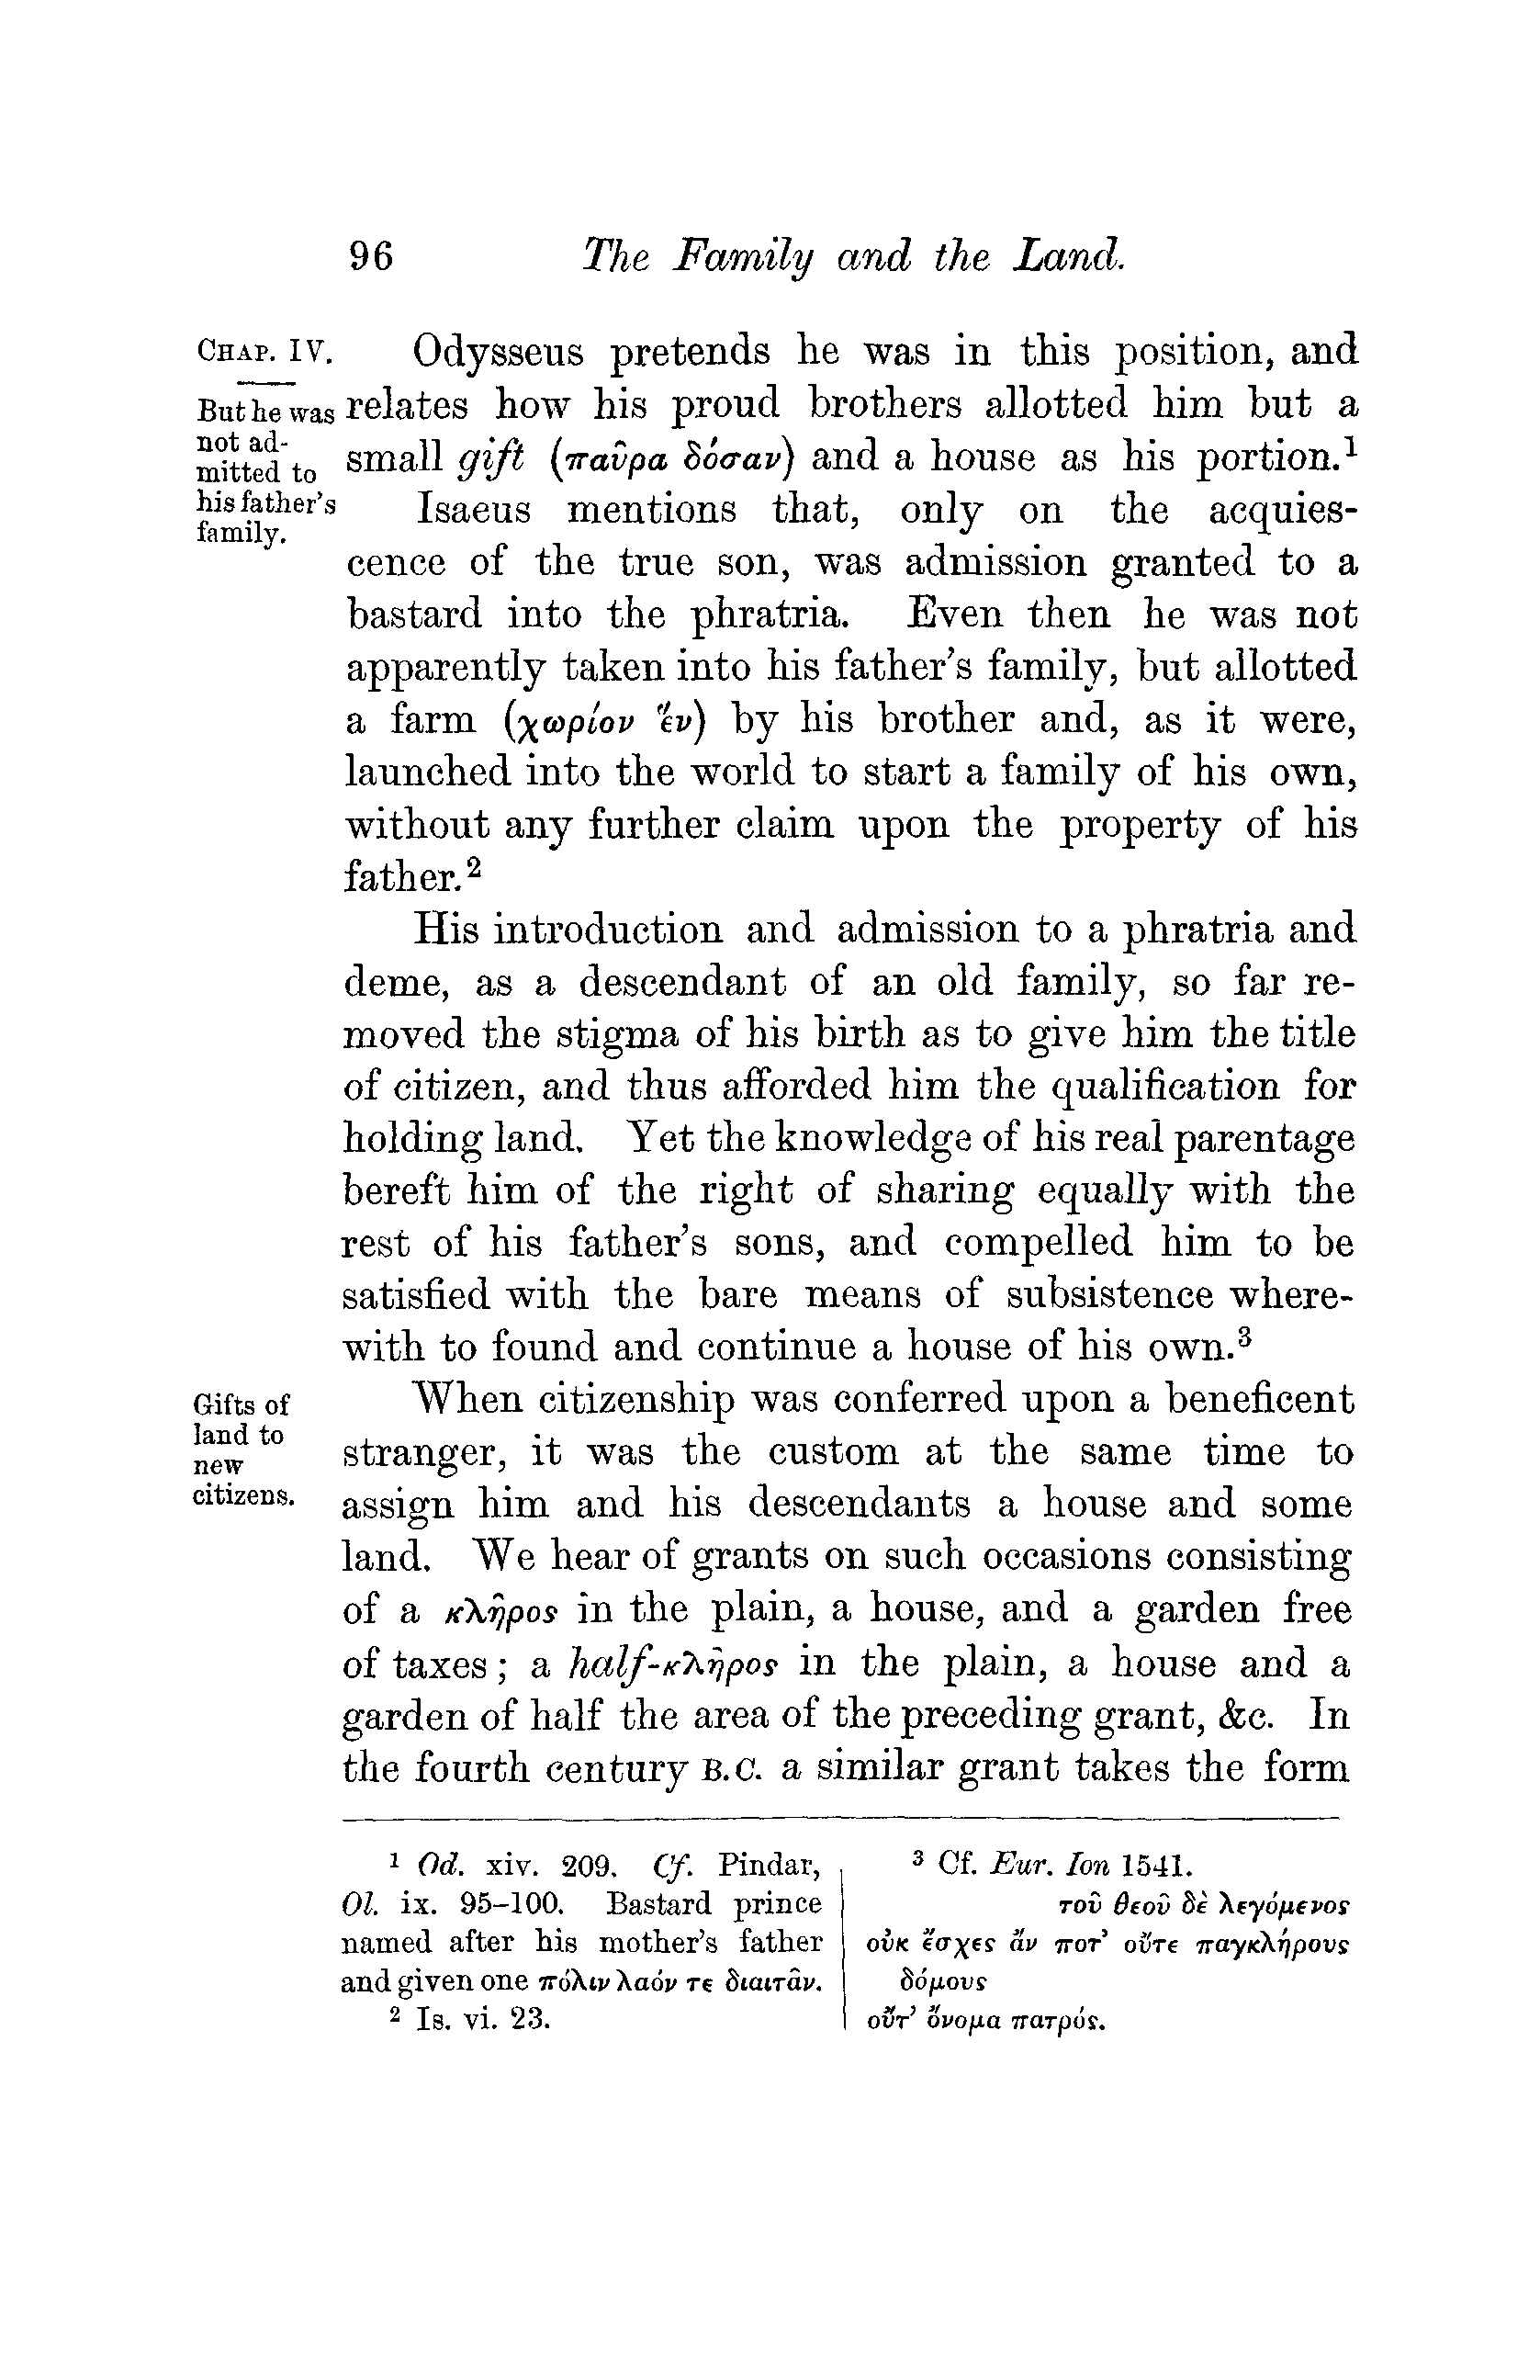 96 The Family and the Land.
CHAP. IV.
But he was
not ad-
mitted to
his father's
family.
Odysseus pretends he was in this position, and
relates how his proud brothers allotted him but a
small gift (παῦρα δόσαν) and a house as his portion.¹
Isaeus mentions that, only on the acquies-
cence of the true son, was admission granted to a
bastard into the phratria. Even then he was not
apparently taken into his father's family, but allotted
a farm (χωρίον ἕν) by his brother and, as it were,
launched into the world to start a family of his own,
without any further claim upon the property of his
father.²
His introduction and admission to a phratria and
deme, as a descendant of an old family, so far re-
moved the stigma of his birth as to give him the title
of citizen, and thus afforded him the qualification for
holding land. Yet the knowledge of his real parentage
bereft him of the right of sharing equally with the
rest of his father's sons, and compelled him to be
satisfied with the bare means of subsistence where-
with to found and continue a house of his own.³
Gifts of
land to
new
citizens.
When citizenship was conferred upon a beneficent
stranger, it was the custom at the same time to
assign him and his descendants a house and some
land. We hear of grants on such occasions consisting
of a κλῆρος in the plain, a house, and a garden free
of taxes; a half-κλῆρος in the plain, a house and a
garden of half the area of the preceding grant, &c. In
the fourth century B.C. a similar grant takes the form
¹ Od. xiv. 209. Cf. Pindar,
Ol. ix. 95–100. Bastard prince
named after his mother's father
and given one πόλιν λαόν τε διαιτᾶν.
² Is. vi. 23.
³ Cf. Eur. Ion 1541.
τοῦ θεοῦ δὲ λεγόμενος
οὐκ ἔσχες ἄν ποτ' οὔτε παγκλήρους
δόμους
οὔτ' ὄνομα πατρός.